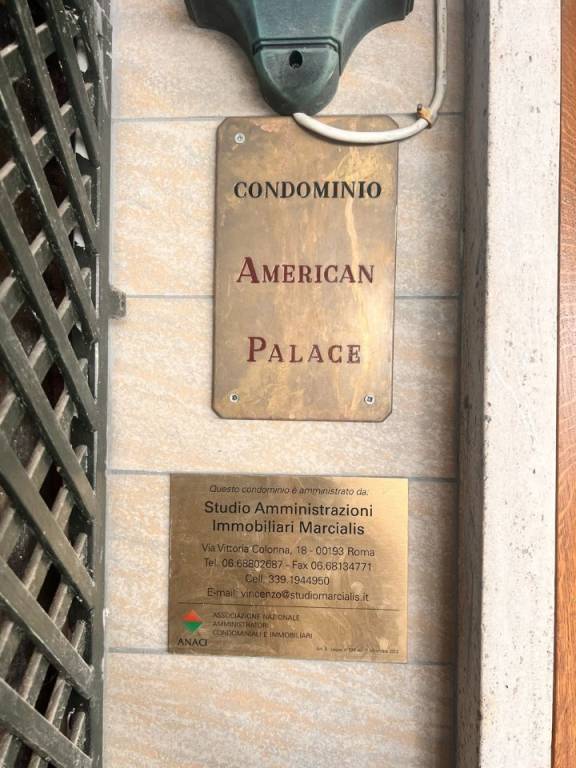 CONDOMINIO
AMERICAN
PALACE
Questo condominio è amministrato da:
Studio Amministrazioni
Immobiliari Marcialis
Via Vittoria Colonna, 18 - 00193 Roma
Tel. 06.68802687 - Fax 06.68134771
Cell. 339.1944950
E-mail: vincenzo@studiomarcialis.it
ASSOCIAZIONE NAZIONALE
AMMINISTRATORI
CONDOMINIALI E IMMOBILIARI
ANACI